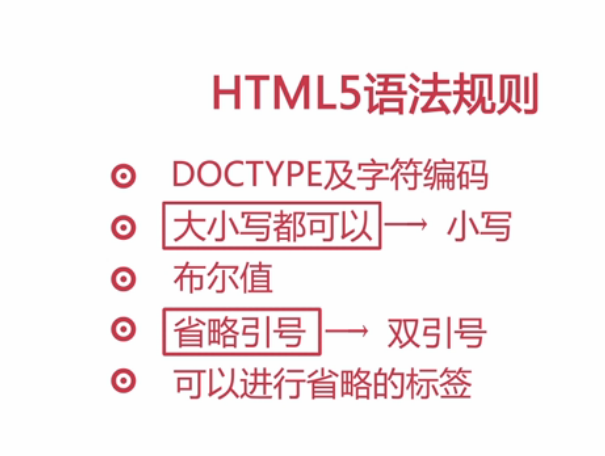 HTML5语法规则
DOCTYPE及字符编码
大小写都可以 → 小写
布尔值
省略引号 → 双引号
可以进行省略的标签